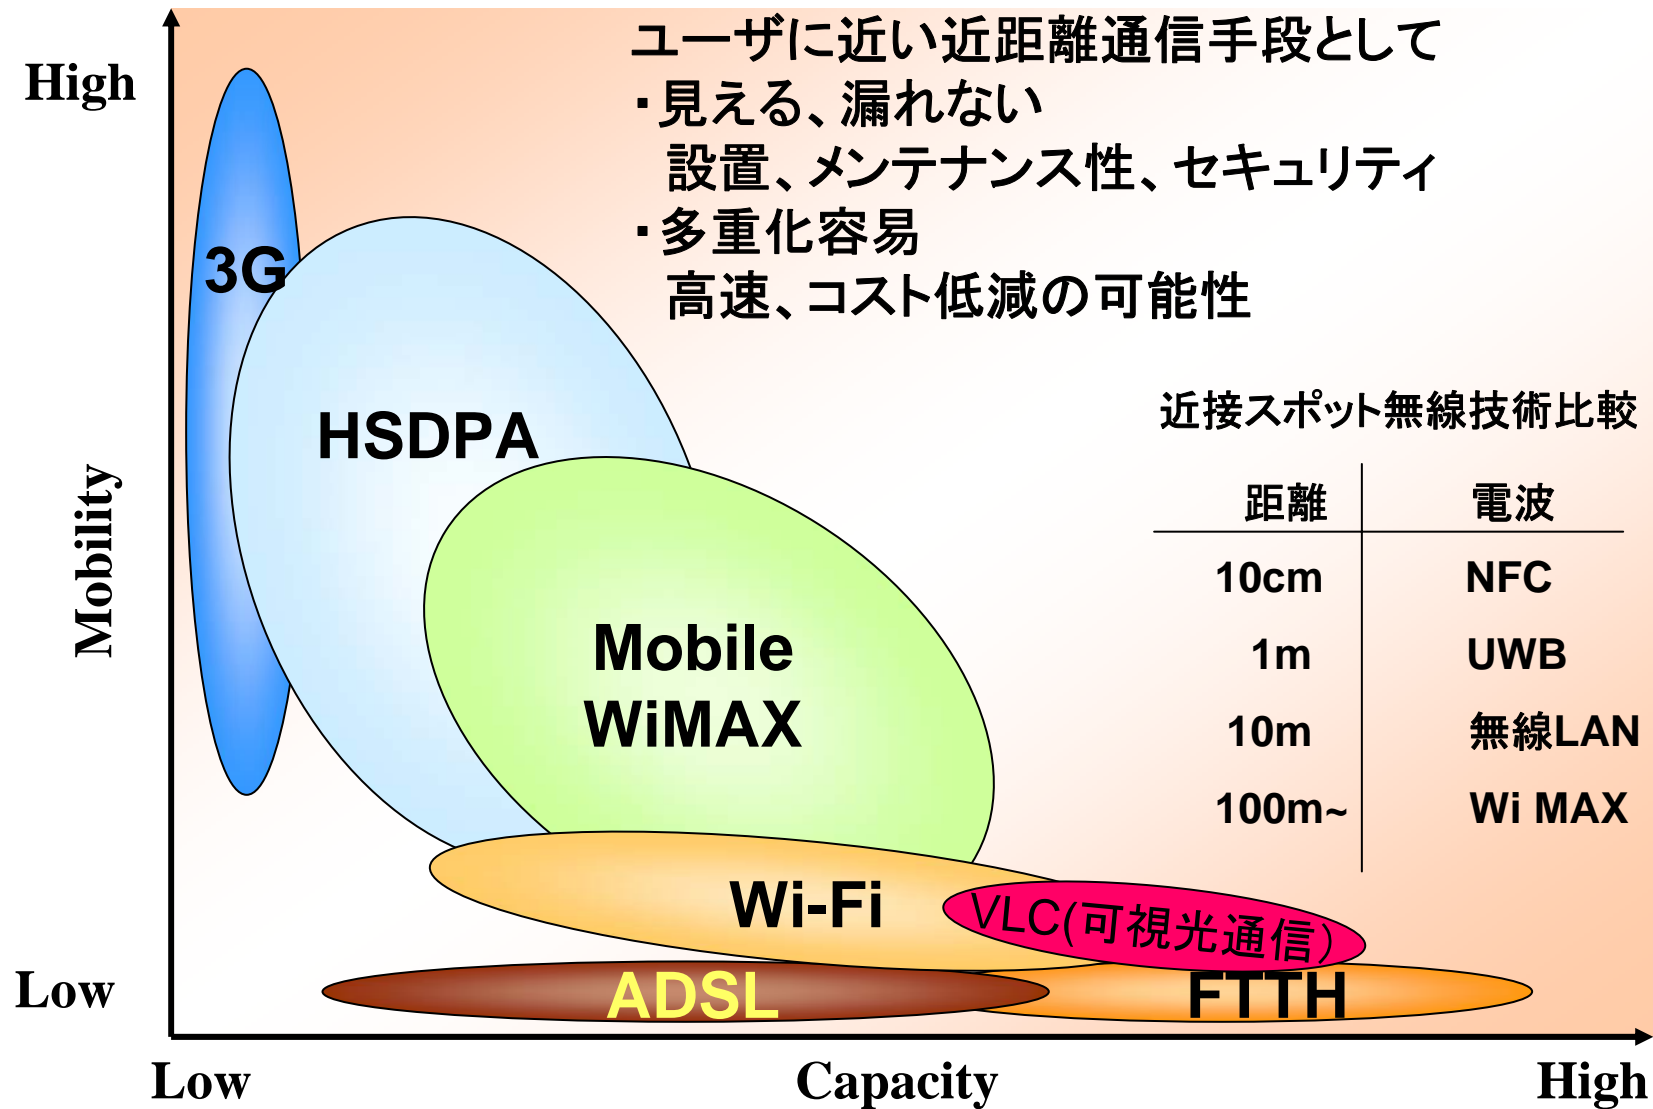 ユーザに近い近距離通信手段として
・見える、漏れない
設置、メンテナンス性、セキュリティ
・多重化容易
高速、コスト低減の可能性
High
Mobility
Low
3G
HSDPA
Mobile
WiMAX
Wi-Fi
VLC(可視光通信）
ADSL
FTTH
近接スポット無線技術比較
距離 電波
10cm NFC
1m UWB
10m 無線LAN
100m~ Wi MAX
Low Capacity High